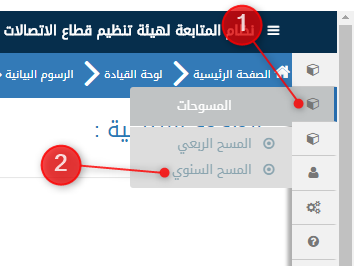 نظام المتابعة لهيئة تنظيم قطاع الاتصالات
1
الصفحة الرئيسية
لوحة القيادة
الرسوم البيانية
المسوحات
ية :
المسح الربعي
المسح السنوي
2